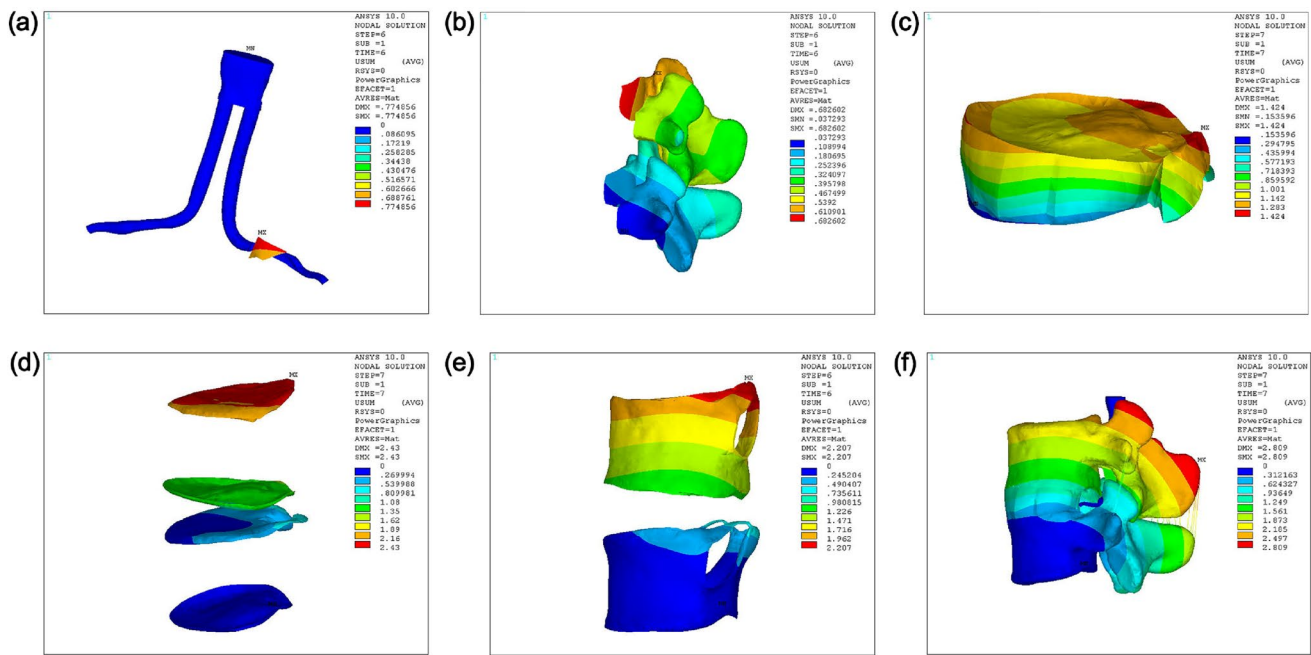 (a)
1
ANSYS 10.0
NODAL SOLUTION
STEP=6
SUB =1
TIME=6
USUM (AVG)
RSYS=0
PowerGraphics
EFACET=1
AVRES=Mat
DMX =.774856
SMX =.774856
0
.086095
.17219
.258285
.34438
.430476
.516571
.602666
.688761
.774856
MN
MX
(b)
1
ANSYS 10.0
NODAL SOLUTION
STEP=6
SUB =1
TIME=6
USUM (AVG)
RSYS=0
PowerGraphics
EFACET=1
AVRES=Mat
DMX =.682602
SMN =.037293
SMX =.682602
.037293
.108994
.180695
.252396
.324097
.395798
.467499
.5392
.610901
.682602
MX
(c)
1
ANSYS 10.0
NODAL SOLUTION
STEP=7
SUB =1
TIME=7
USUM (AVG)
RSYS=0
PowerGraphics
EFACET=1
AVRES=Mat
DMX =1.424
SMN =.153596
SMX =1.424
.153596
.294795
.435994
.577193
.718393
.859592
1.001
1.142
1.283
1.424
MX
(d)
1
ANSYS 10.0
NODAL SOLUTION
STEP=7
SUB =1
TIME=7
USUM (AVG)
RSYS=0
PowerGraphics
EFACET=1
AVRES=Mat
DMX =2.43
SMX =2.43
0
.269994
.539988
.809981
1.08
1.35
1.62
1.89
2.16
2.43
MX
(e)
1
ANSYS 10.0
NODAL SOLUTION
STEP=6
SUB =1
TIME=6
USUM (AVG)
RSYS=0
PowerGraphics
EFACET=1
AVRES=Mat
DMX =2.207
SMX =2.207
0
.245204
.490407
.735611
.980815
1.226
1.471
1.716
1.962
2.207
MX
(f)
1
ANSYS 10.0
NODAL SOLUTION
STEP=7
SUB =1
TIME=7
USUM (AVG)
RSYS=0
PowerGraphics
EFACET=1
AVRES=Mat
DMX =2.809
SMX =2.809
0
.312163
.624327
.93649
1.249
1.561
1.873
2.185
2.497
2.809
MX